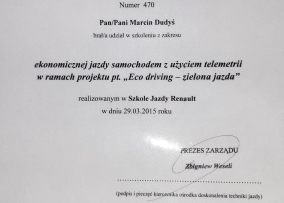 Numer 470
Pan/Pani Marcin Dudyś
brał/a udział w szkoleniu z zakresu
ekonomicznej jazdy samochodem z użyciem telemetrii
w ramach projektu pt. „Eco driving – zielona jazda”
realizowanym w Szkole Jazdy Renault
w dniu 29.03.2015 roku
PREZES ZARZĄDU
Zbigniew Weseli
(podpis i pieczęć kierownika ośrodka doskonalenia techniki jazdy)